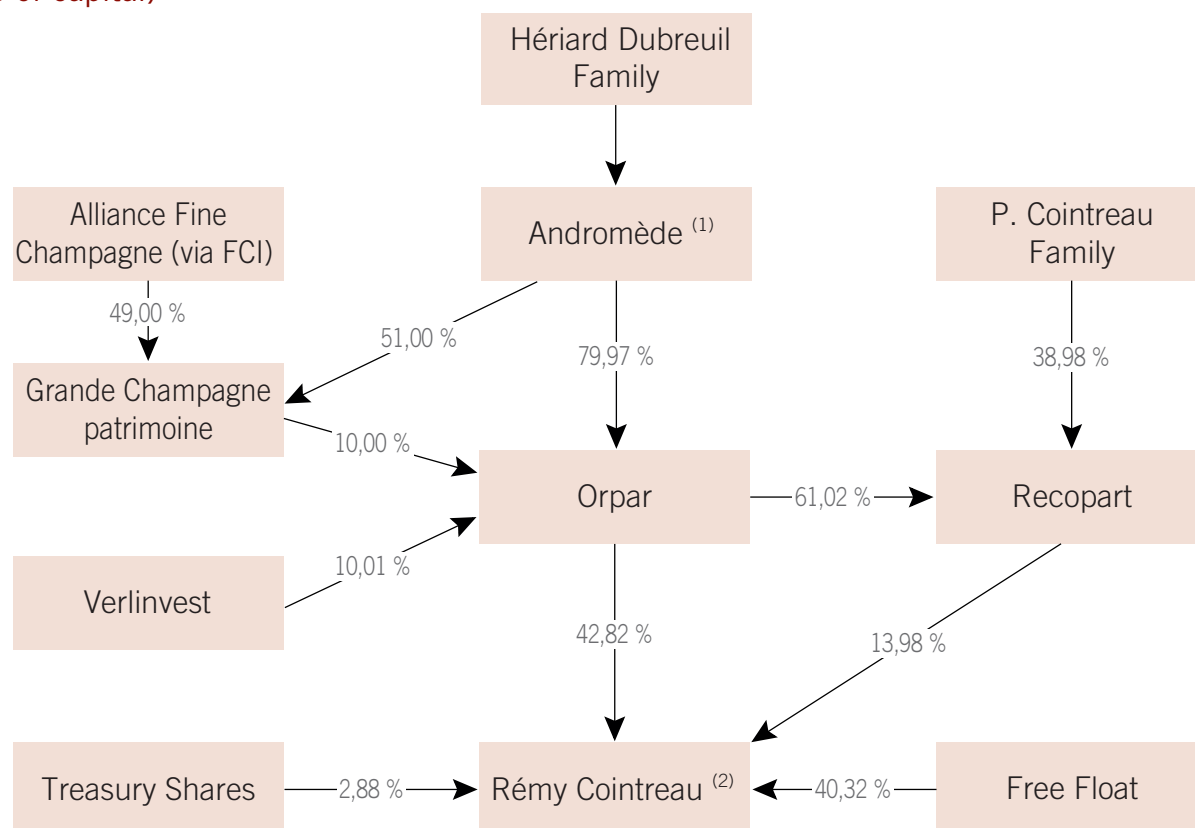 of capital)
Hériard Dubreuil
Family
Alliance Fine
Champagne (via FCI)
Andromède (1)
P. Cointreau
Family
49,00 %
51,00 %
79,97 %
38,98 %
Grande Champagne
patrimoine
10,00 %
Orpar
61,02 %
Recopart
Verlinvest
10,01 %
42,82 %
13,98 %
Treasury Shares
2,88 %
Rémy Cointreau (2)
40,32 %
Free Float